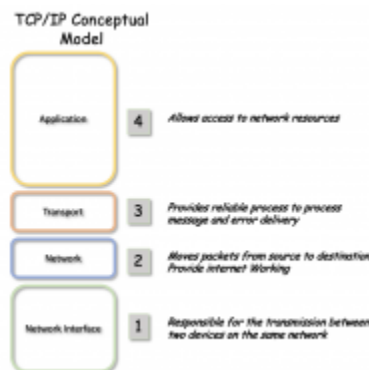 TCP/IP Conceptual
Model
Application
4
Allows access to network resources
Transport
3
Provides reliable process to process
message and error delivery
Network
2
Moves packets from source to destination
Provide internet Working
Network Interface
1
Responsible for the transmission between
two devices on the same network